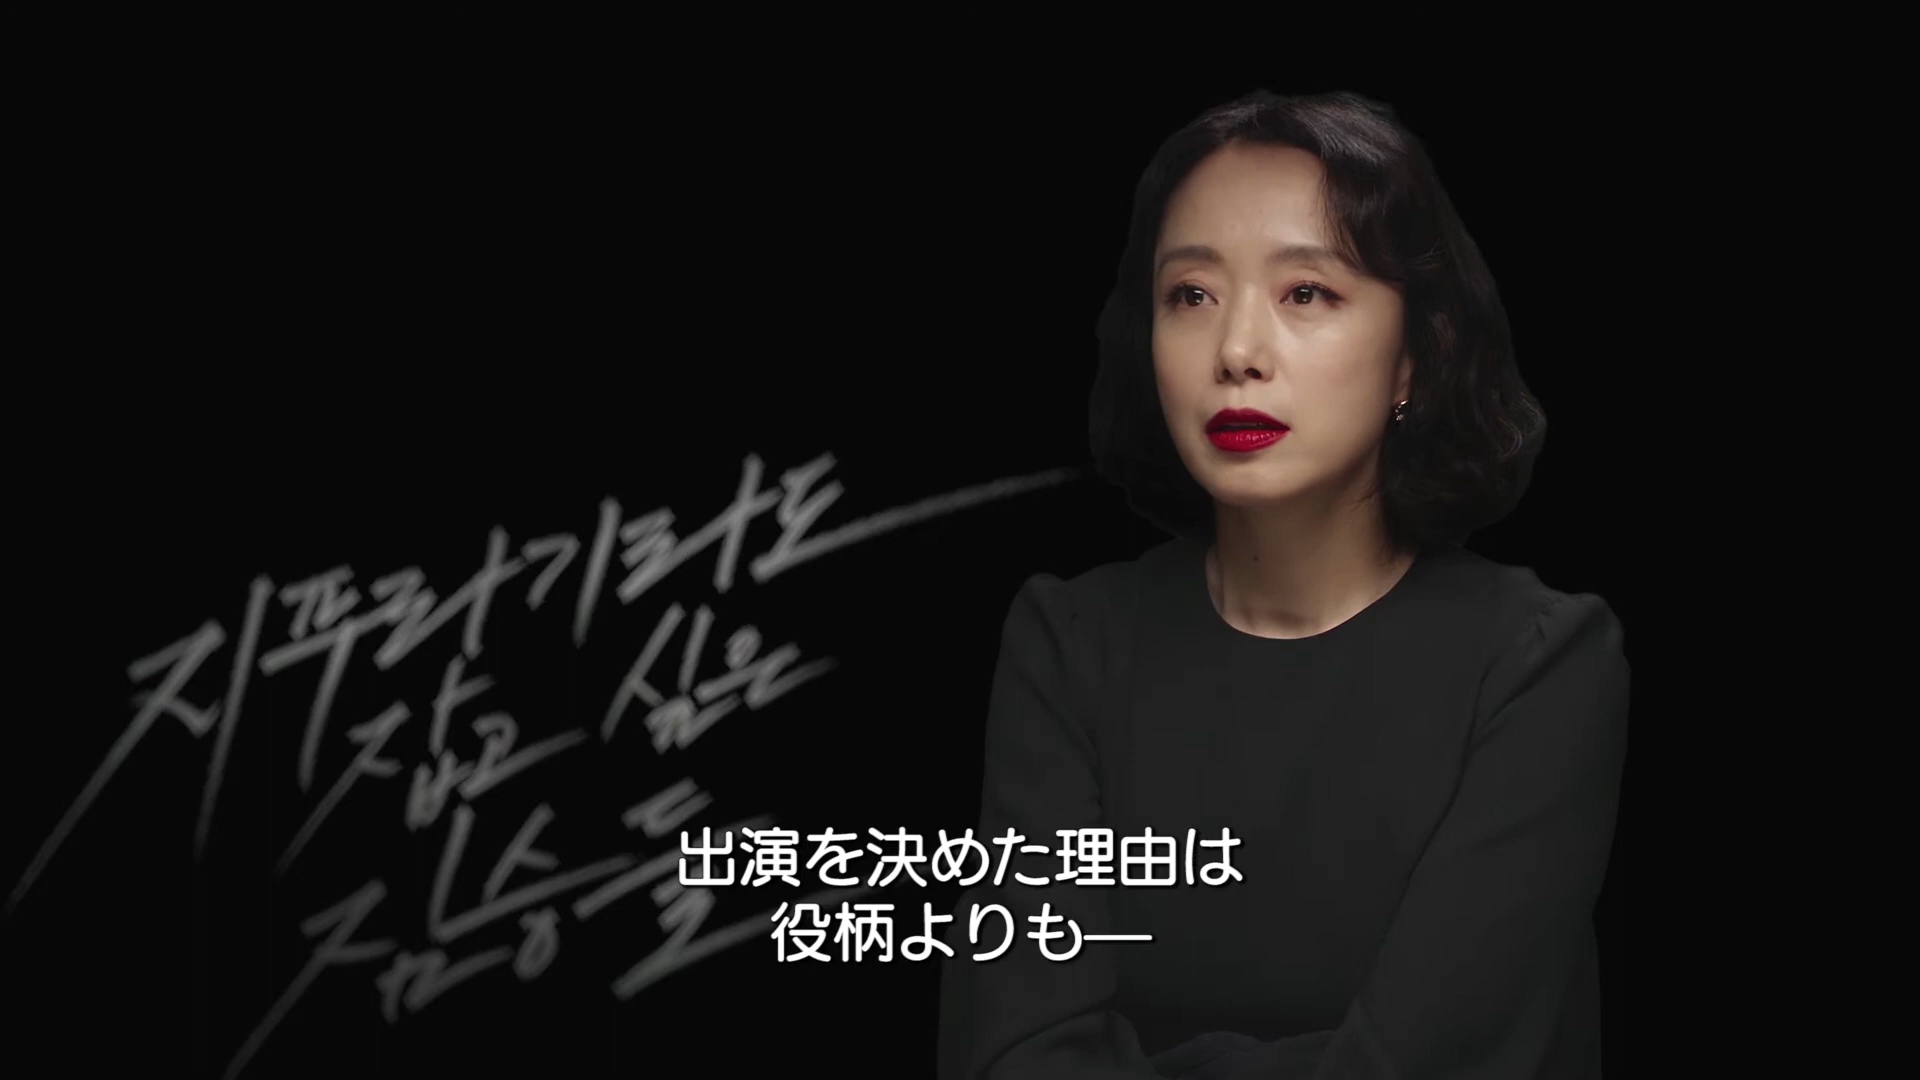 지푸라기라도
잡고 싶은
짐승들
出演を決めた理由は
役柄よりも―